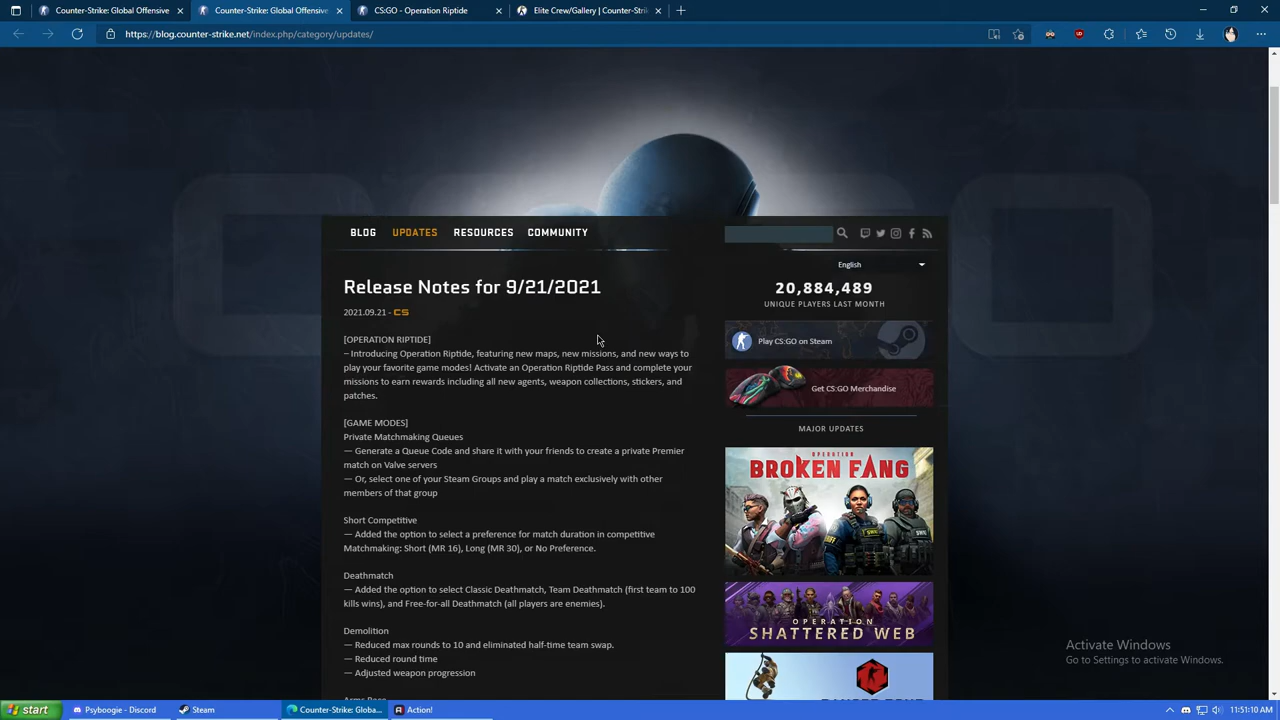 Counter-Strike: Global Offensive
Counter-Strike: Global Offensive
CS:GO - Operation Riptide
Elite Crew/Gallery | Counter-Strik
https://blog.counter-strike.net/index.php/category/updates/
BLOG UPDATES RESOURCES COMMUNITY
English
Release Notes for 9/21/2021
2021.09.21 - CS
[OPERATION RIPTIDE]
– Introducing Operation Riptide, featuring new maps, new missions, and new ways to
play your favorite game modes! Activate an Operation Riptide Pass and complete your
missions to earn rewards including all new agents, weapon collections, stickers, and
patches.
[GAME MODES]
Private Matchmaking Queues
— Generate a Queue Code and share it with your friends to create a private Premier
match on Valve servers
— Or, select one of your Steam Groups and play a match exclusively with other
members of that group
Short Competitive
— Added the option to select a preference for match duration in competitive
Matchmaking: Short (MR 16), Long (MR 30), or No Preference.
Deathmatch
— Added the option to select Classic Deathmatch, Team Deathmatch (first team to 100
kills wins), and Free-for-all Deathmatch (all players are enemies).
Demolition
— Reduced max rounds to 10 and eliminated half-time team swap.
— Reduced round time
— Adjusted weapon progression
20,884,489
UNIQUE PLAYERS LAST MONTH
Play CS:GO on Steam
Get CS:GO Merchandise
MAJOR UPDATES
OPERATION
BROKEN FANG
OPERATION
SHATTERED WEB
Activate Windows
Go to Settings to activate Windows.
start
Psyboogie - Discord
Steam
Counter-Strike: Globa...
Action!
11:51:10 AM